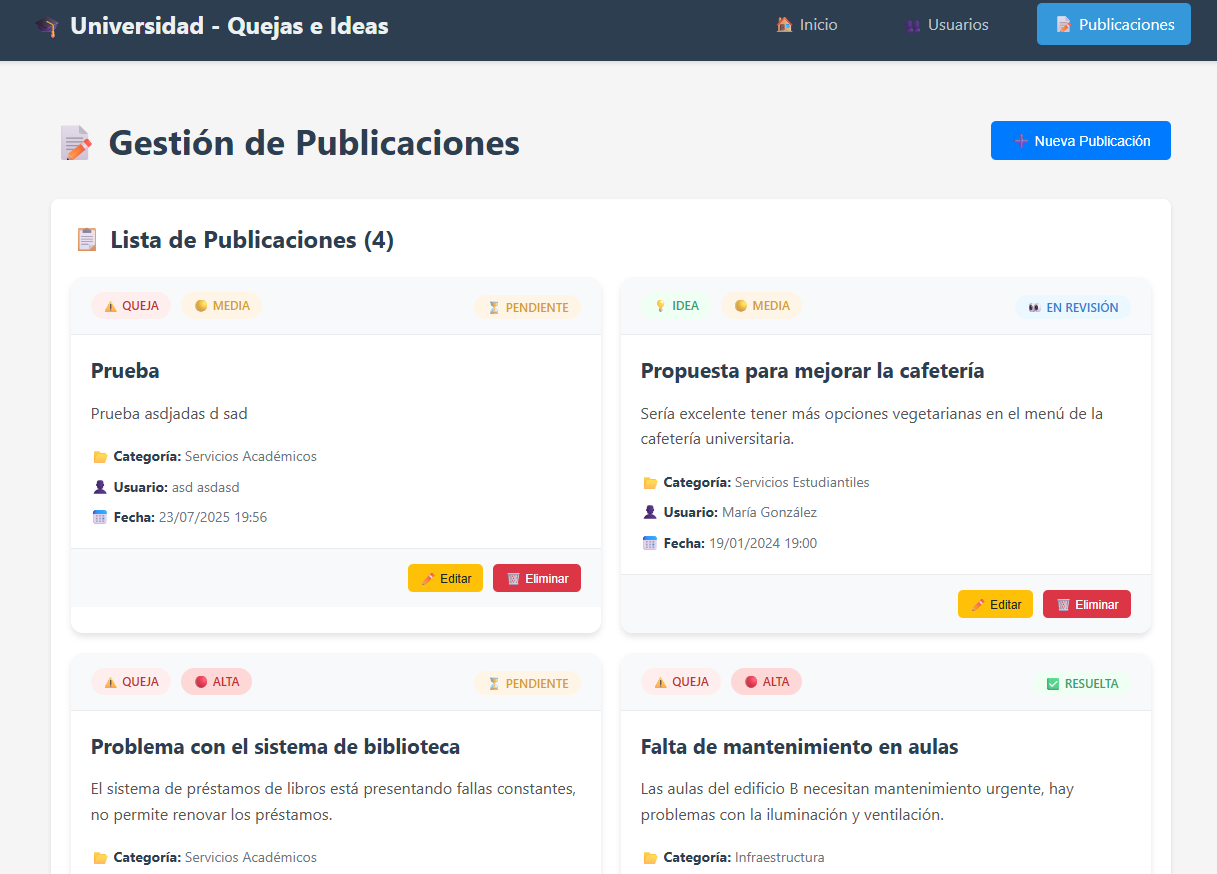 Universidad - Quejas e Ideas
Inicio
Usuarios
Publicaciones
Gestión de Publicaciones
Nueva Publicación
Lista de Publicaciones (4)
QUEJA
MEDIA
PENDIENTE
Prueba
Prueba asdjadas d sad
Categoría: Servicios Académicos
Usuario: asd asdasd
Fecha: 23/07/2025 19:56
Editar
Eliminar
IDEA
MEDIA
EN REVISIÓN
Propuesta para mejorar la cafetería
Sería excelente tener más opciones vegetarianas en el menú de la
cafetería universitaria.
Categoría: Servicios Estudiantiles
Usuario: María González
Fecha: 19/01/2024 19:00
Editar
Eliminar
QUEJA
ALTA
PENDIENTE
Problema con el sistema de biblioteca
El sistema de préstamos de libros está presentando fallas constantes,
no permite renovar los préstamos.
Categoría: Servicios Académicos
QUEJA
ALTA
RESUELTA
Falta de mantenimiento en aulas
Las aulas del edificio B necesitan mantenimiento urgente, hay
problemas con la iluminación y ventilación.
Categoría: Infraestructura